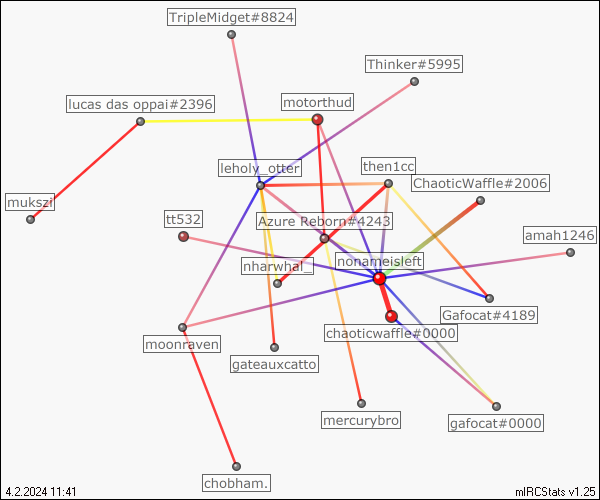 TripleMidget#8824
Thinker#5995
lucas das oppai#2396
motorthud
leholy_otter
then1cc
ChaoticWaffle#2006
mukszi
tt532
Azure Reborn#4243
amah1246
nharwhal_
nonameisleft
Gafocat#4189
chaoticwaffle#0000
moonraven
gateauxcatto
mercurybro
gafocat#0000
chobham.
4.2.2024 11:41
mIRCStats v1.25